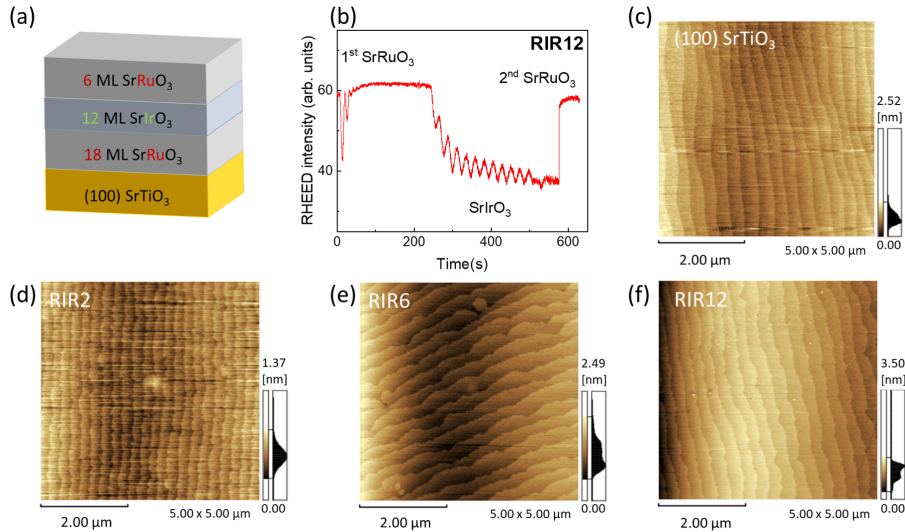 (a)
6 ML SrRuO3
12 ML SrIrO3
18 ML SrRuO3
(100) SrTiO3
(b)
RIR12
1st SrRuO3
2nd SrRuO3
SrIrO3
RHEED intensity (arb. units)
60
40
0
200
400
600
Time(s)
(c)
(100) SrTiO3
2.52
[nm]
0.00
2.00 µm
5.00 x 5.00 µm
(d)
RIR2
1.37
[nm]
0.00
2.00 µm
5.00 x 5.00 µm
(e)
RIR6
2.49
[nm]
0.00
2.00 µm
5.00 x 5.00 µm
(f)
RIR12
3.50
[nm]
0.00
2.00 µm
5.00 x 5.00 µm